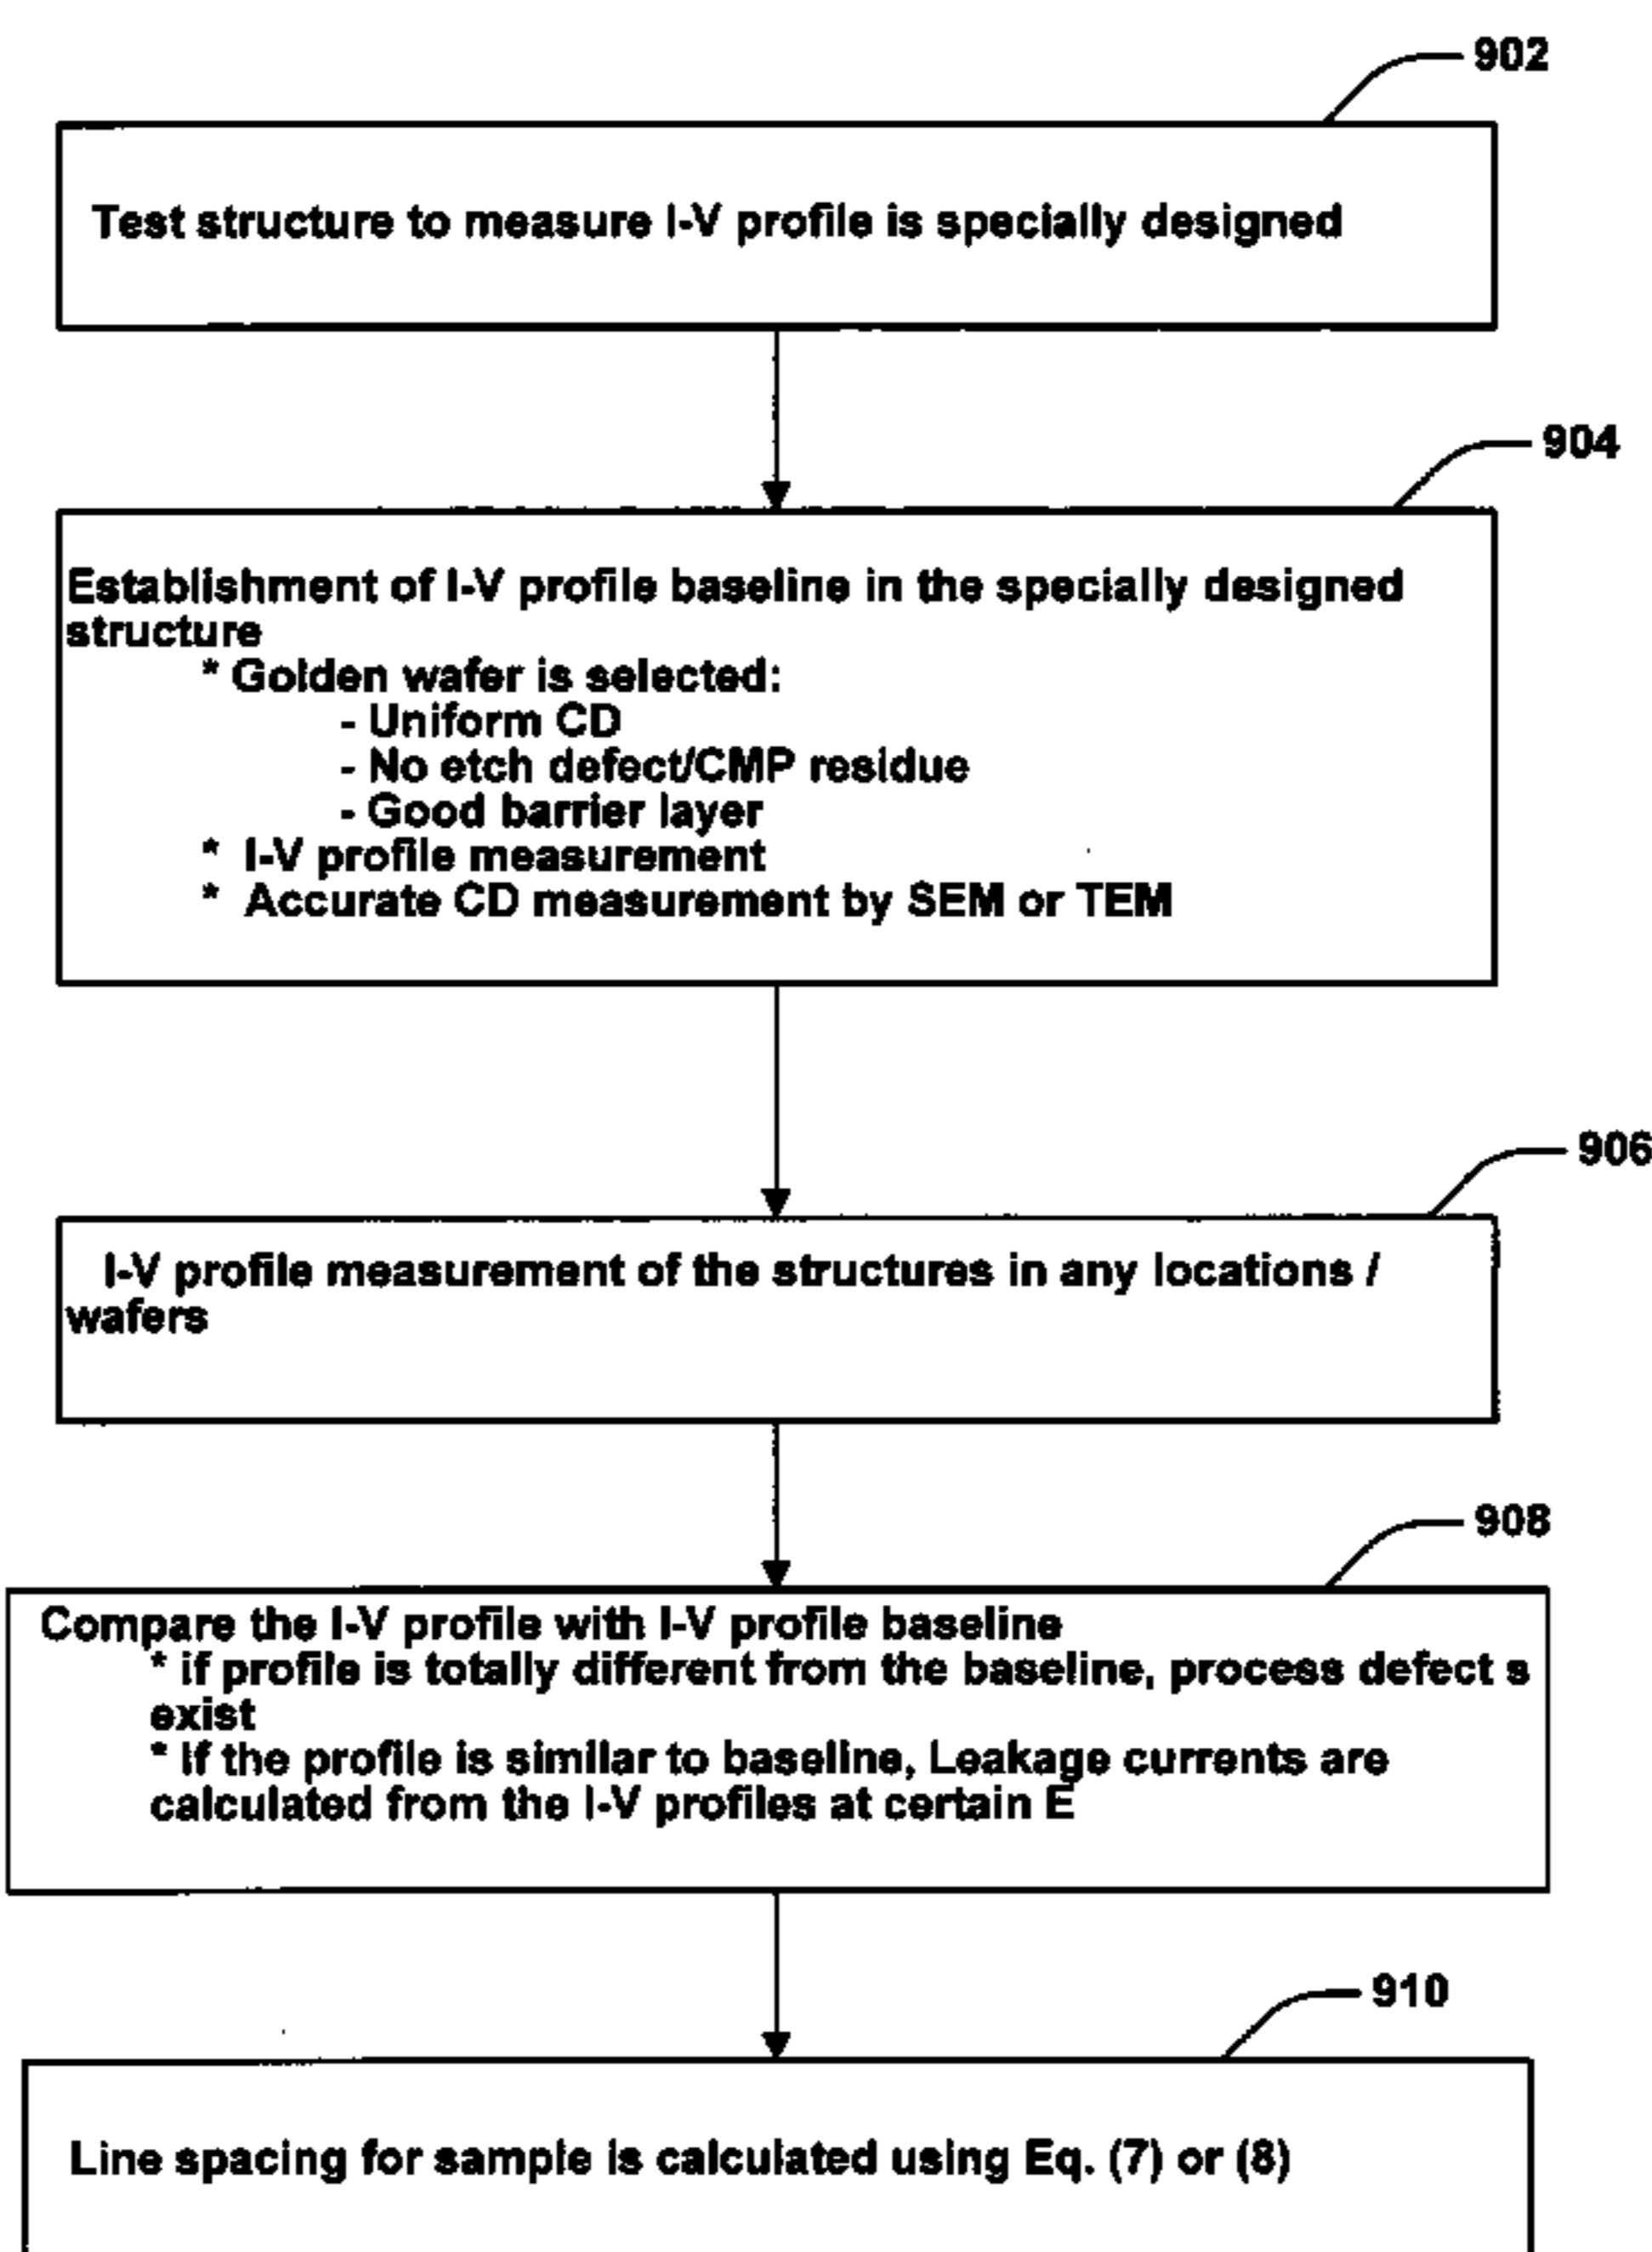 902
Test structure to measure I-V profile is specially designed
904
Establishment of I-V profile baseline in the specially designed
structure
* Golden wafer is selected:
- Uniform CD
- No etch defect/CMP residue
- Good barrier layer
* I-V profile measurement
* Accurate CD measurement by SEM or TEM
906
I-V profile measurement of the structures in any locations /
wafers
908
Compare the I-V profile with I-V profile baseline
* if profile is totally different from the baseline, process defect s
exist
* If the profile is similar to baseline, Leakage currents are
calculated from the I-V profiles at certain E
910
Line spacing for sample is calculated using Eq. (7) or (8)